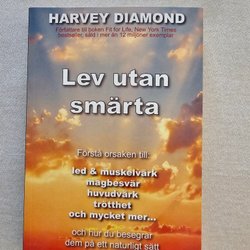 HARVEY DIAMOND
Författare till boken Fit for Life, New York Times
bestseller, såld i mer än 12 miljoner exemplar
Lev utan
smärta
Förstå orsaken till:
led & muskelvärk
magbesvär
huvudvärk
trötthet
och mycket mer...
och hur du besegrar
dem på ett naturligt sätt